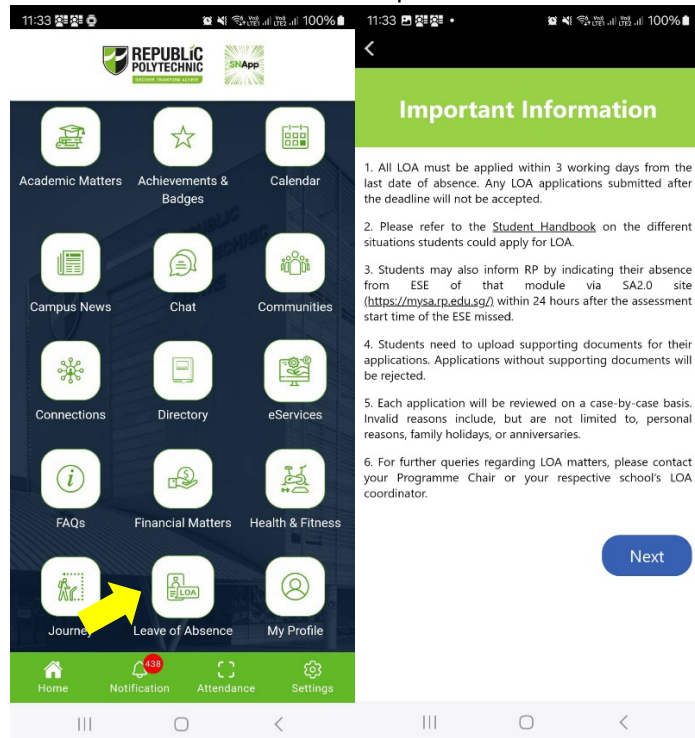 11:33
Vo)) LTE1 Vo)) LTE2 100%
REPUBLIC
POLYTECHNIC
DISCOVER. TRANSFORM. ACHIEVE.
SNApp
Academic Matters
Achievements &
Badges
Calendar
Campus News
Chat
Communities
Connections
Directory
eServices
FAQs
Financial Matters
Health & Fitness
LOA
Journey
Leave of Absence
My Profile
438
Home
Notification
Attendance
Settings
11:33
Vo)) LTE1 Vo)) LTE2 100%
Important Information
1. All LOA must be applied within 3 working days from the
last date of absence. Any LOA applications submitted after
the deadline will not be accepted.
2. Please refer to the Student Handbook on the different
situations students could apply for LOA.
3. Students may also inform RP by indicating their absence
from ESE of that module via SA2.0 site
(https://mysa.rp.edu.sg/) within 24 hours after the assessment
start time of the ESE missed.
4. Students need to upload supporting documents for their
applications. Applications without supporting documents will
be rejected.
5. Each application will be reviewed on a case-by-case basis.
Invalid reasons include, but are not limited to, personal
reasons, family holidays, or anniversaries.
6. For further queries regarding LOA matters, please contact
your Programme Chair or your respective school's LOA
coordinator.
Next